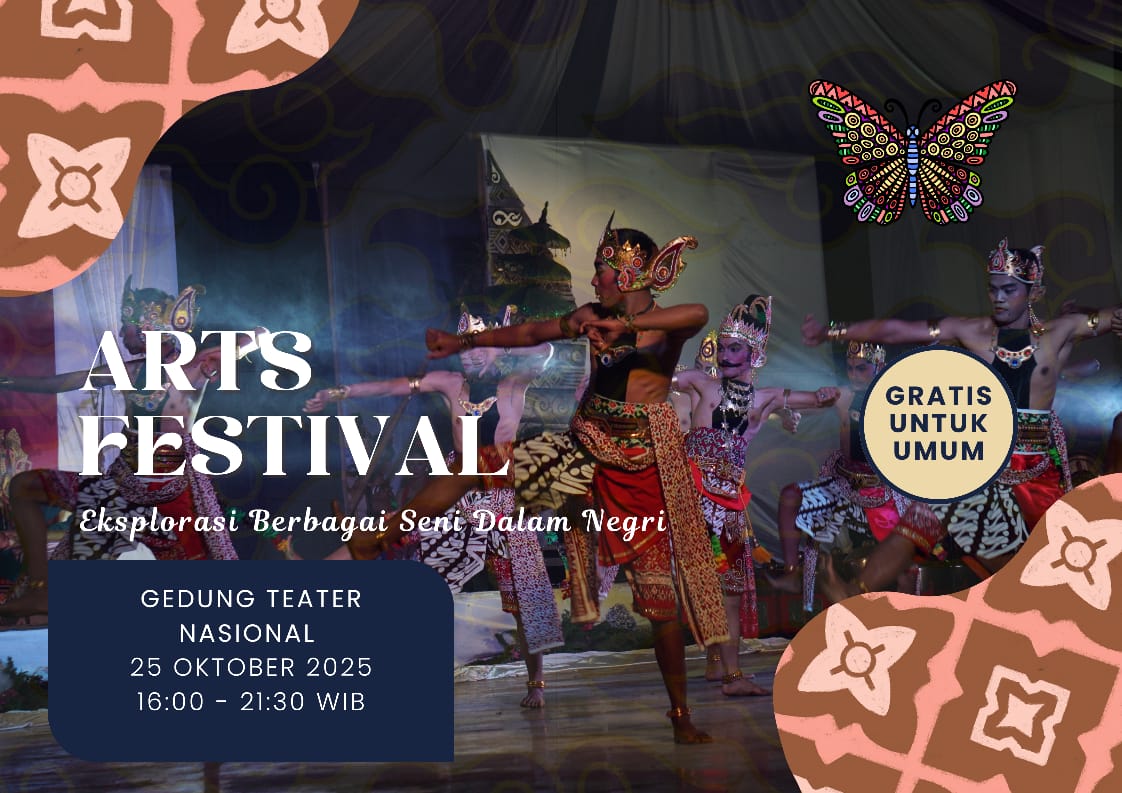 ARTS
FESTIVAL
Eksplorasi Berbagai Seni Dalam Negri
GRATIS
UNTUK
UMUM
GEDUNG TEATER
NASIONAL
25 OKTOBER 2025
16:00 - 21:30 WIB